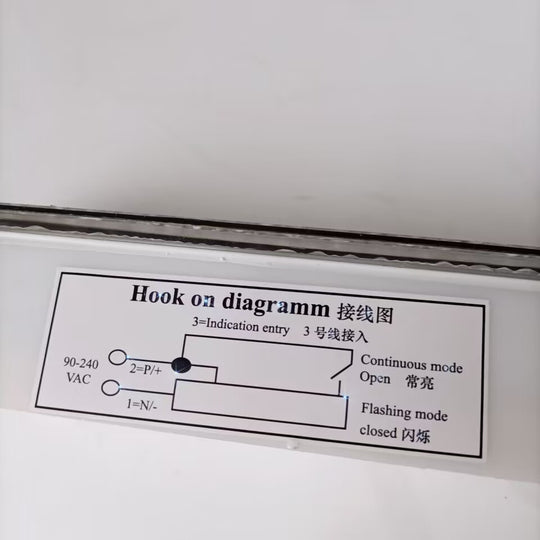 Hook on diagramm 接线图
3=Indication entry 3 号线接入
90-240
VAC
2=P/+
1=N/-
Continuous mode
Open 常亮
Flashing mode
closed 闪烁